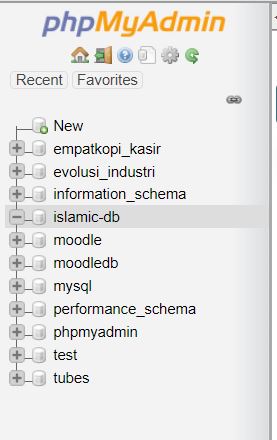 phpMyAdmin
Recent Favorites
New
empatkopi_kasir
evolusi_industri
information_schema
islamic-db
moodle
moodledb
mysql
performance_schema
phpmyadmin
test
tubes